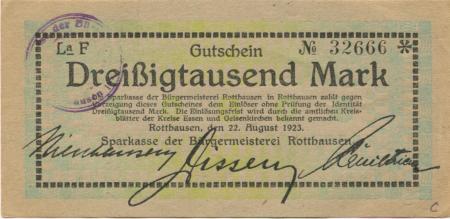 La F Gutschein № 32666 *
Dreißigtausend Mark
Sparkasse der Bürgermeisterei Rotthausen in Rotthausen zahlt gegen
dieses Gutscheines dem Einlöser ohne Prüfung der Identität
Dreißigtausend Mark. Die Einlösungsfrist wird durch die amtlichen Kreis-
blätter der Kreise Essen und Gelsenkirchen bekannt gemacht.
Rotthausen, den 22. August 1923.
Sparkasse der Bürgermeisterei Rotthausen